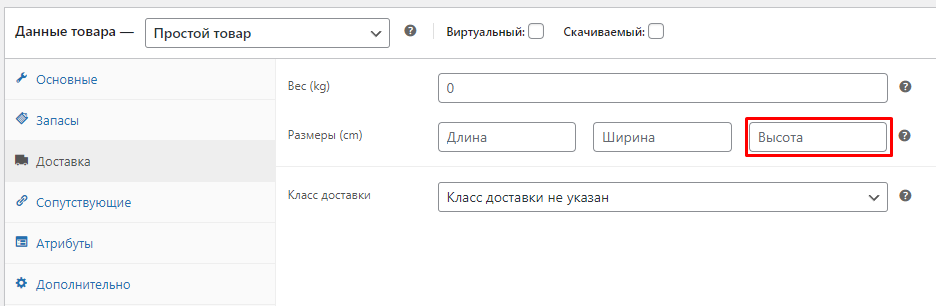 Данные товара — Простой товар Виртуальный: Скачиваемый:
Основные
Запасы
Доставка
Сопутствующие
Атрибуты
Дополнительно
Вес (kg) 0
Размеры (cm) Длина Ширина Высота
Класс доставки Класс доставки не указан